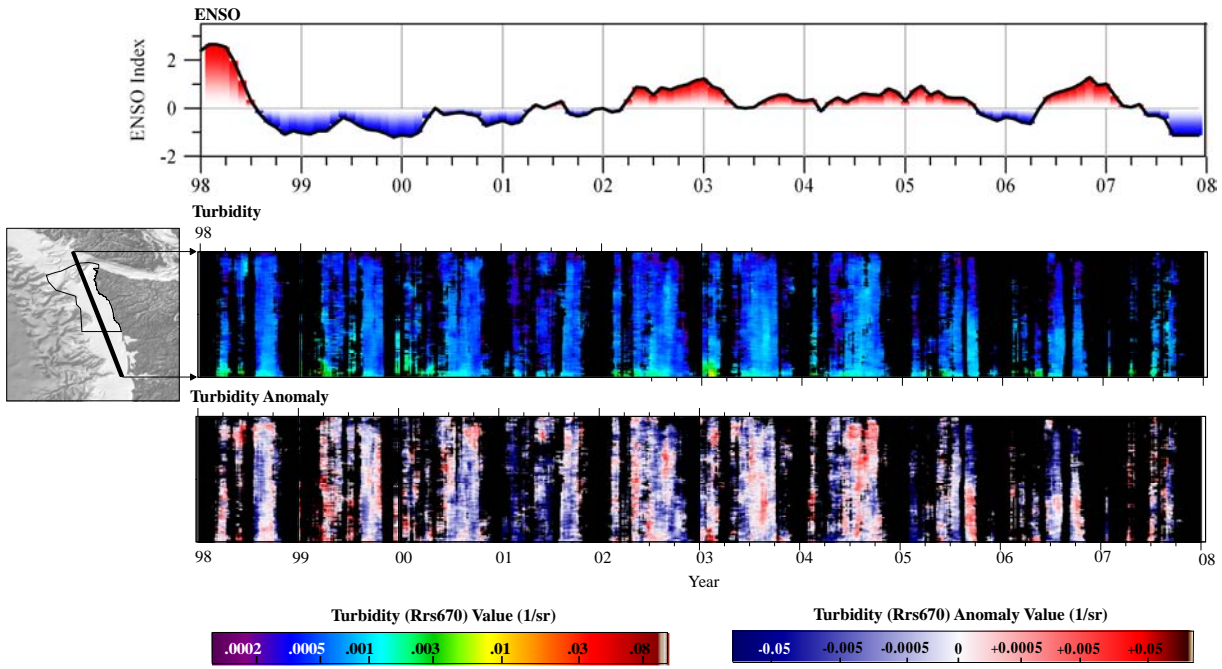 ENSO
ENSO Index
2
0
-2
98 99 00 01 02 03 04 05 06 07 08
Turbidity
98
Turbidity Anomaly
98 99 00 01 02 03 04 05 06 07 08
Year
Turbidity (Rrs670) Value (1/sr)
.0002 .0005 .001 .003 .01 .03 .08
Turbidity (Rrs670) Anomaly Value (1/sr)
-0.05 -0.005 -0.0005 0 +0.0005 +0.005 +0.05